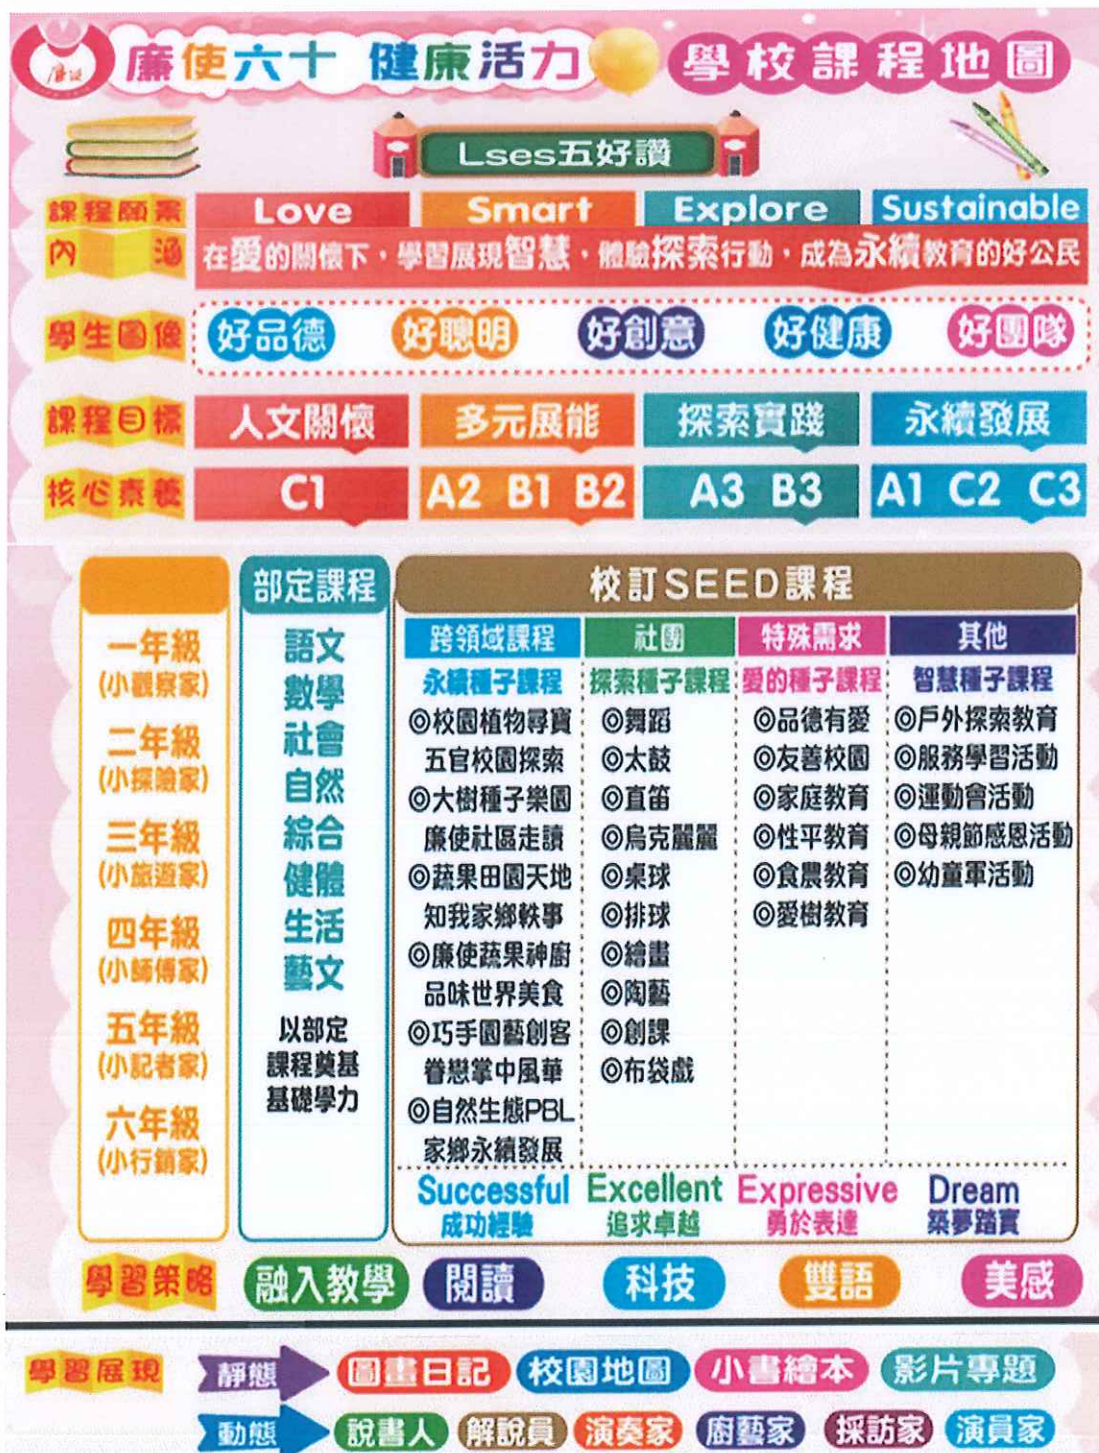 廉使
廉使六十 健康活力 學校課程地圖
Lses五好讚
課程願景 Love Smart Explore Sustainable
內涵 在愛的關懷下，學習展現智慧，體驗探索行動，成為永續教育的好公民
學生圖像 好品德 好聰明 好創意 好健康 好團隊
課程目標 人文關懷 多元展能 探索實踐 永續發展
核心素養 C1 A2 B1 B2 A3 B3 A1 C2 C3
一年級
(小觀察家)
二年級
(小探險家)
三年級
(小旅遊家)
四年級
(小師傅家)
五年級
(小記者家)
六年級
(小行銷家)
部定課程
語文
數學
社會
自然
綜合
健體
生活
藝文
以部定
課程奠基
基礎學力
校訂SEED課程
跨領域課程
永續種子課程
◎校園植物尋寶
五官校園探索
◎大樹種子樂園
廉使社區走讀
◎蔬果田園天地
知我家鄉軼事
◎廉使蔬果神廚
品味世界美食
◎巧手園藝創客
眷戀掌中風華
◎自然生態PBL
家鄉永續發展
Successful
成功經驗
社團
探索種子課程
◎舞蹈
◎太鼓
◎直笛
◎烏克麗麗
◎桌球
◎排球
◎繪畫
◎陶藝
◎創課
◎布袋戲
Excellent
追求卓越
特殊需求
愛的種子課程
◎品德有愛
◎友善校園
◎家庭教育
◎性平教育
◎食農教育
◎愛樹教育
Expressive
勇於表達
其他
智慧種子課程
◎戶外探索教育
◎服務學習活動
◎運動會活動
◎母親節感恩活動
◎幼童軍活動
Dream
築夢踏實
學習策略 融入教學 閱讀 科技 雙語 美感
學習展現 靜態 圖畫日記 校園地圖 小書繪本 影片專題
動態 說書人 解說員 演奏家 廚藝家 採訪家 演員家